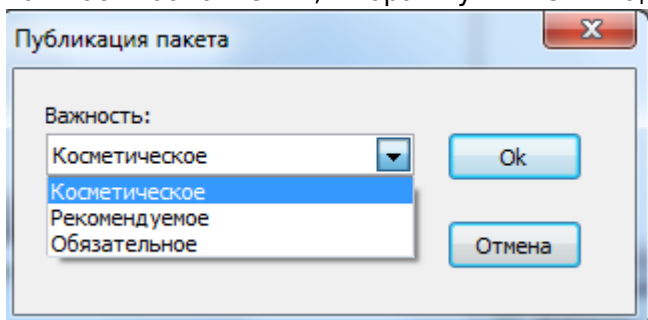 Публикация пакета
Важность:
Косметическое
Ok
Косметическое
Рекомендуемое
Обязательное
Отмена